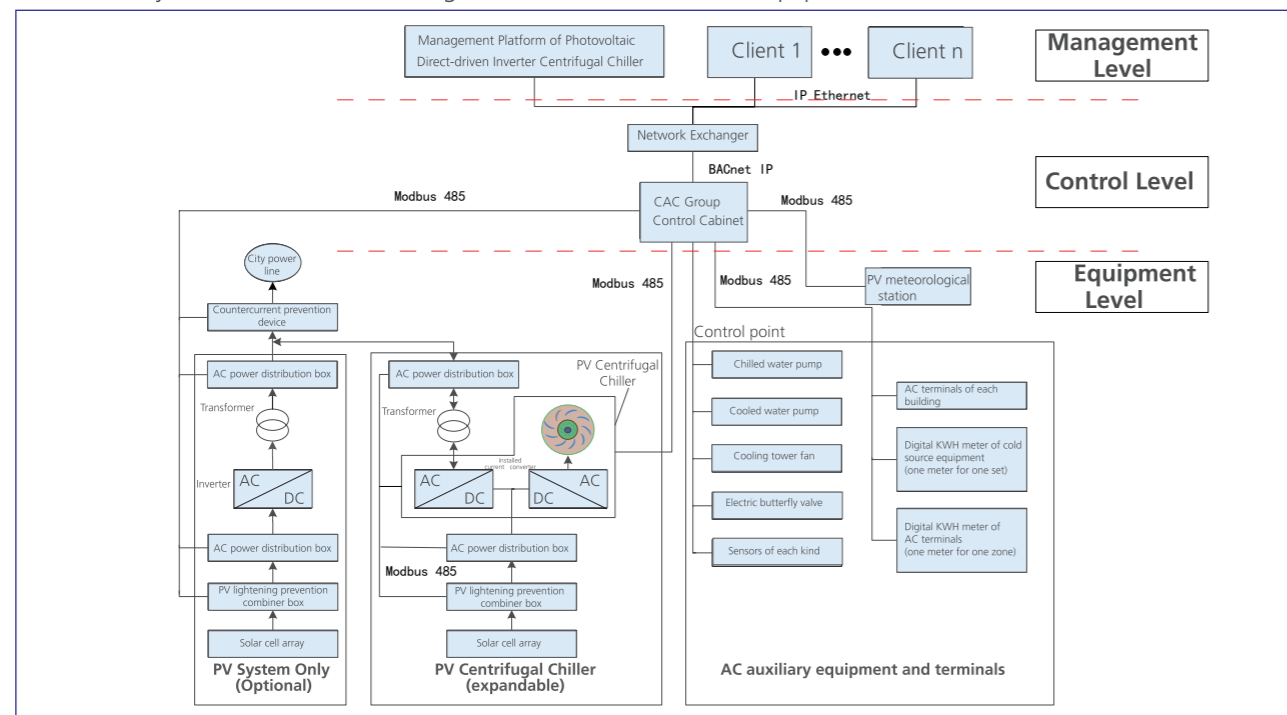 Management Platform of Photovoltaic
Direct-driven Inverter Centrifugal Chiller
Client 1
●●●
Client n
Management
Level
IP Ethernet
Network Exchanger
BACnet IP
Control Level
Modbus 485
CAC Group
Control Cabinet
Modbus 485
City power
line
Modbus 485
Modbus 485
PV meteorological
station
Equipment
Level
Countercurrent prevention
device
Control point
AC power distribution box
Transformer
Inverter
AC
DC
AC power distribution box
PV lightening prevention
combiner box
Solar cell array
PV System Only
(Optional)
AC power distribution box
PV Centrifugal
Chiller
Transformer
Installed
current converter
AC
DC
AC
DC
AC power distribution box
Modbus 485
PV lightening prevention
combiner box
Solar cell array
PV Centrifugal Chiller
(expandable)
Chilled water pump
Cooled water pump
Cooling tower fan
Electric butterfly valve
Sensors of each kind
AC terminals of each
building
Digital KWH meter of cold
source equipment
(one meter for one set)
Digital KWH meter of
AC terminals
(one meter for one zone)
AC auxiliary equipment and terminals